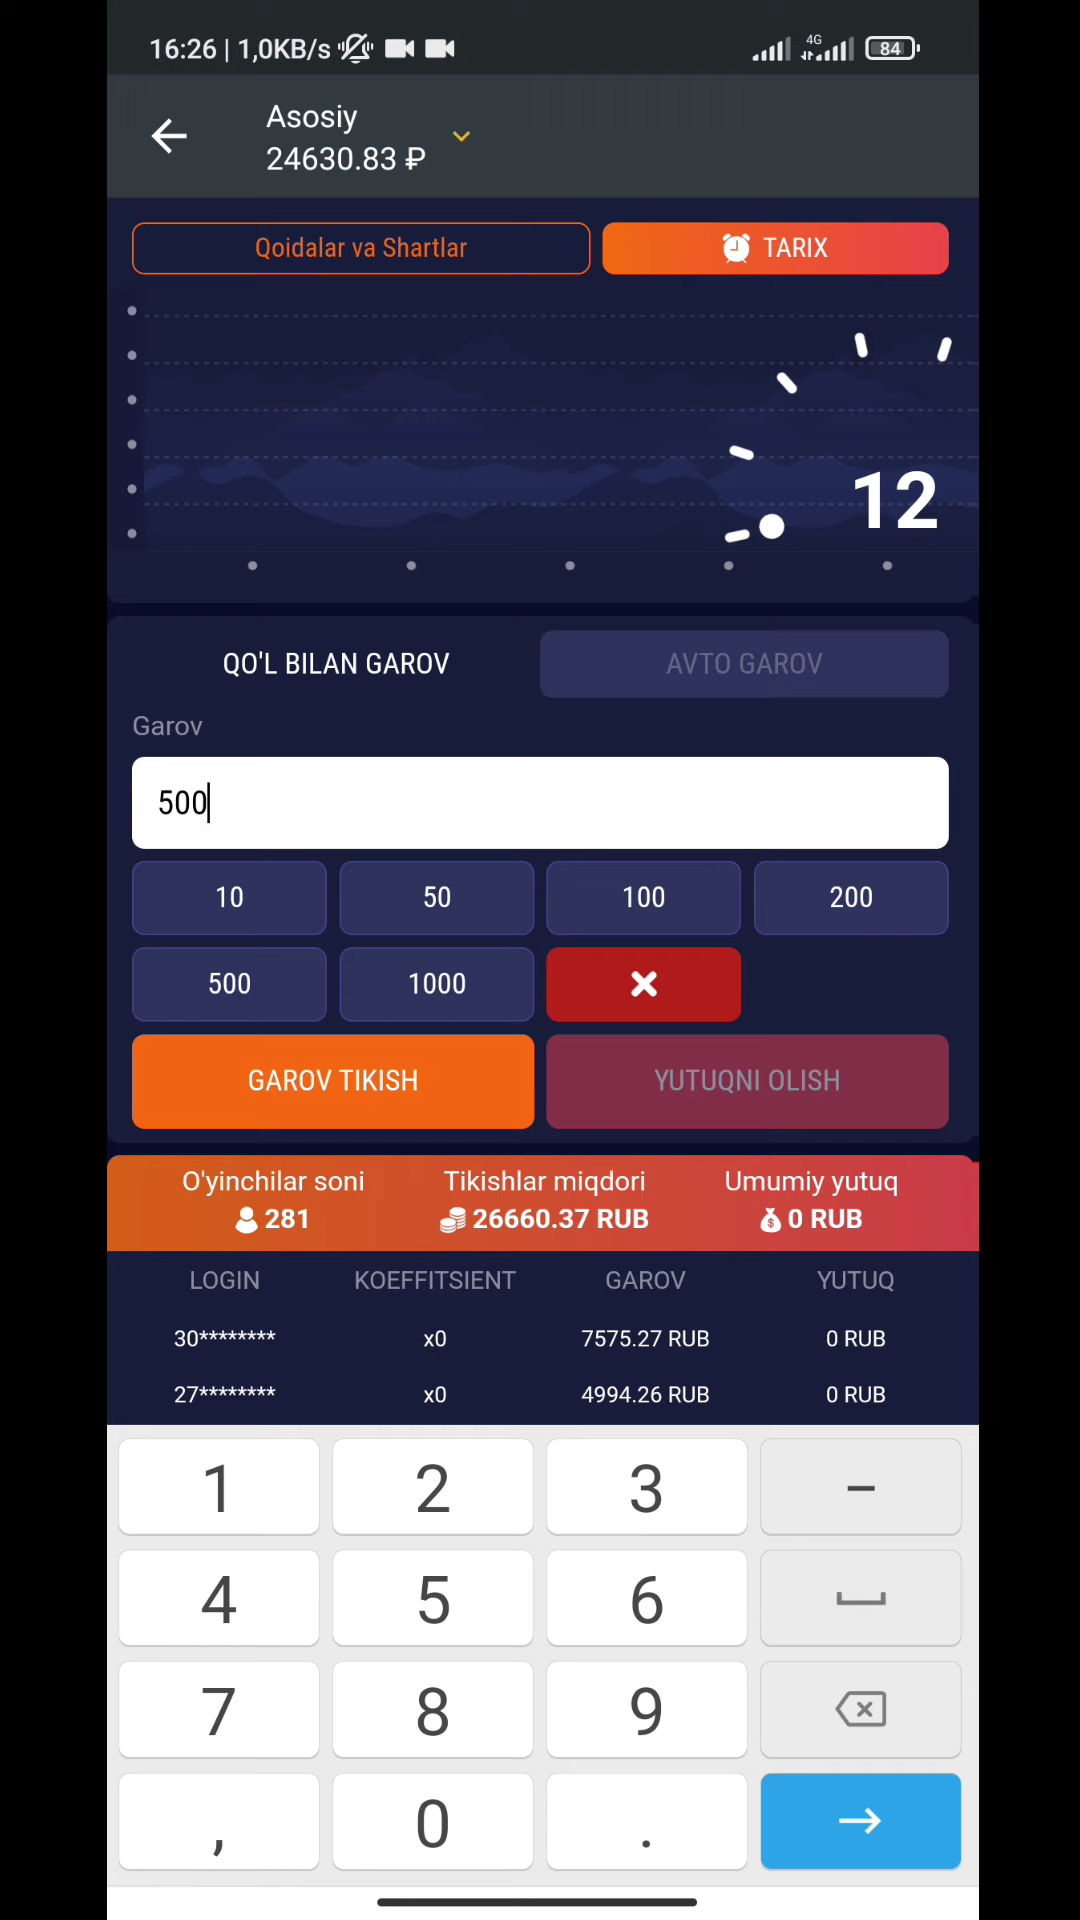 16:26 | 1,0KB/s
4G
84
Asosiy
24630.83 ₽
Qoidalar va Shartlar
TARIX
12
QO'L BILAN GAROV
AVTO GAROV
Garov
500
10 50 100 200
500 1000
GAROV TIKISH
YUTUQNI OLISH
O'yinchilar soni Tikishlar miqdori Umumiy yutuq
281 26660.37 RUB 0 RUB
LOGIN KOEFFITSIENT GAROV YUTUQ
30******** x0 7575.27 RUB 0 RUB
27******** x0 4994.26 RUB 0 RUB
1 2 3 –
4 5 6
7 8 9
, 0 .